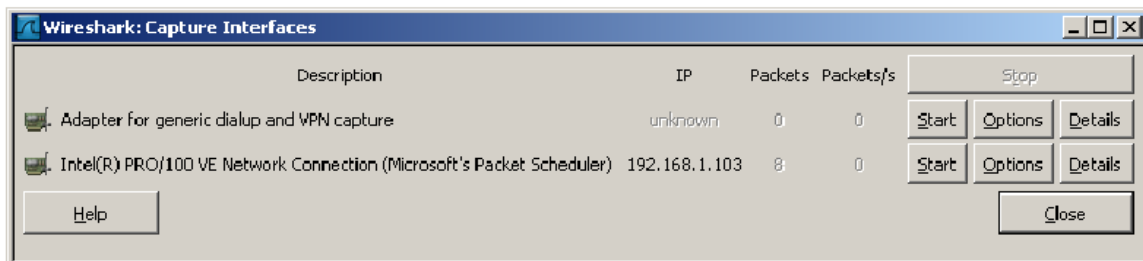 Wireshark: Capture Interfaces
Description IP Packets Packets/s Stop
Adapter for generic dialup and VPN capture unknown 0 0 Start Options Details
Intel(R) PRO/100 VE Network Connection (Microsoft's Packet Scheduler) 192.168.1.103 8 0 Start Options Details
Help Close